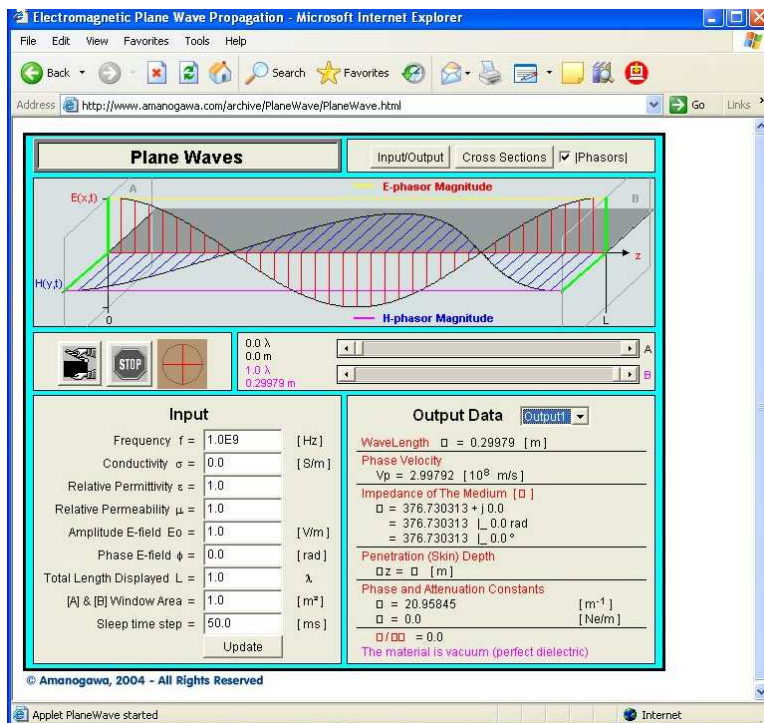 Electromagnetic Plane Wave Propagation - Microsoft Internet Explorer
File Edit View Favorites Tools Help
Back Search Favorites
Address http://www.amanogawa.com/archive/PlaneWave/PlaneWave.html Go Links
Plane Waves
Input/Output Cross Sections |Phasors|
E-phasor Magnitude
E(x,t)
A
B
z
H(y,t)
0
H-phasor Magnitude
L
STOP
0.0 λ
0.0 m
A
1.0 λ
0.29979 m
B
Input
Frequency f = 1.0E9 [Hz]
Conductivity σ = 0.0 [S/m]
Relative Permittivity ε = 1.0
Relative Permeability μ = 1.0
Amplitude E-field Eo = 1.0 [V/m]
Phase E-field ϕ = 0.0 [rad]
Total Length Displayed L = 1.0 λ
[A] & [B] Window Area = 1.0 [m²]
Sleep time step = 50.0 [ms]
Update
Output Data Output1
WaveLength □ = 0.29979 [m]
Phase Velocity
Vp = 2.99792 [10⁸ m/s]
Impedance of The Medium [□]
□ = 376.730313 + j 0.0
= 376.730313 |_ 0.0 rad
= 376.730313 |_ 0.0 °
Penetration (Skin) Depth
□z = □ [m]
Phase and Attenuation Constants
□ = 20.95845 [m⁻¹]
□ = 0.0 [Ne/m]
□/□□ = 0.0
The material is vacuum (perfect dielectric)
© Amanogawa, 2004 - All Rights Reserved
Applet PlaneWave started Internet